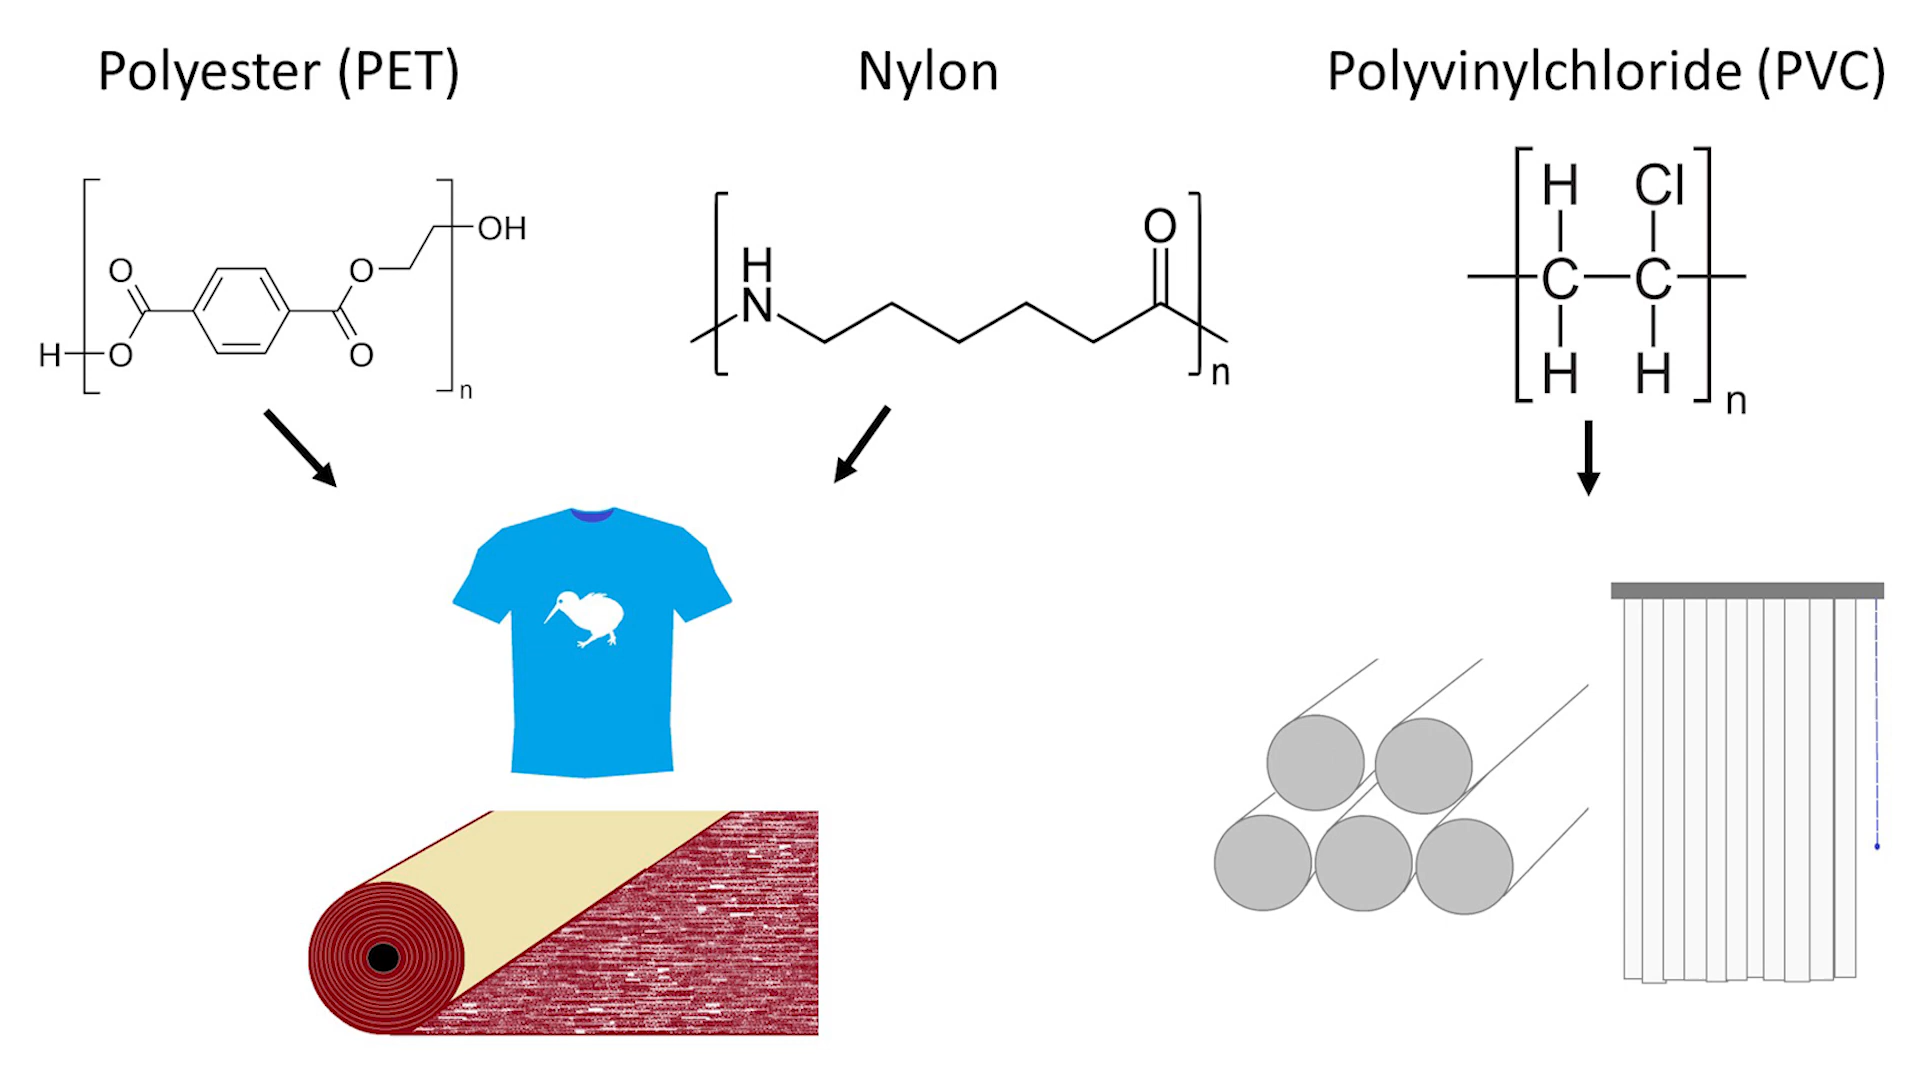 Polyester (PET)
Nylon
Polyvinylchloride (PVC)
O
O
H
O
O
OH
n
H
N
O
n
H
Cl
C
C
H
H
n